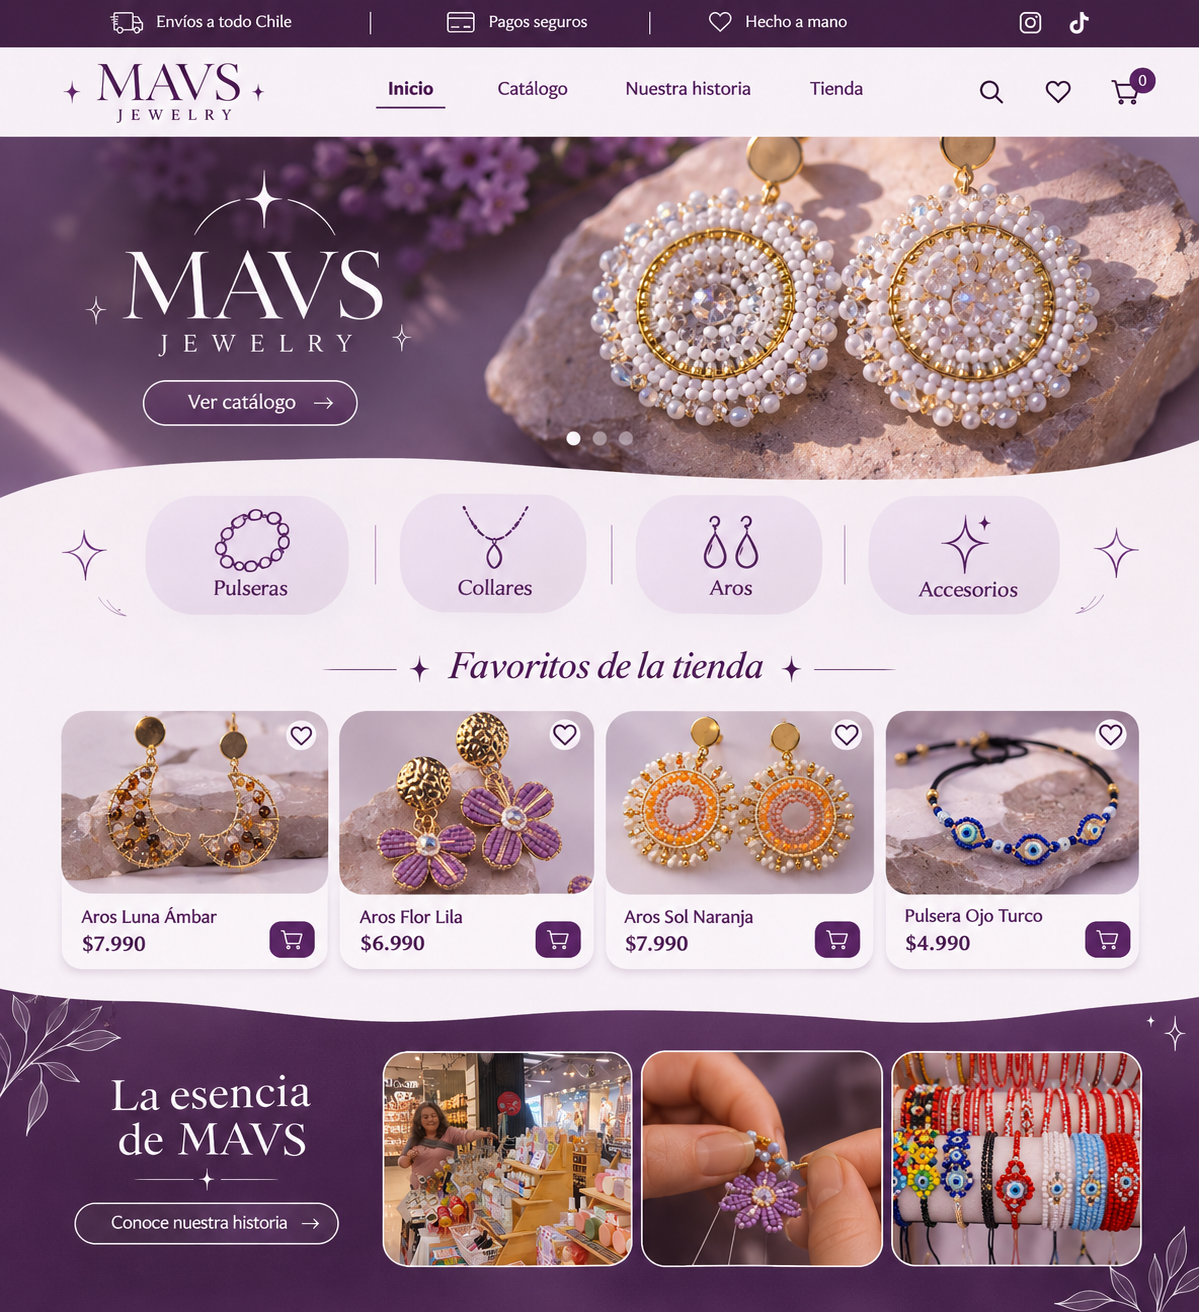 Envíos a todo Chile
Pagos seguros
Hecho a mano
MAVS
JEWELRY
Inicio
Catálogo
Nuestra historia
Tienda
0
MAVS
JEWELRY
Ver catálogo
Pulseras
Collares
Aros
Accesorios
Favoritos de la tienda
Aros Luna Ámbar
$7.990
Aros Flor Lila
$6.990
Aros Sol Naranja
$7.990
Pulsera Ojo Turco
$4.990
La esencia
de MAVS
Conoce nuestra historia